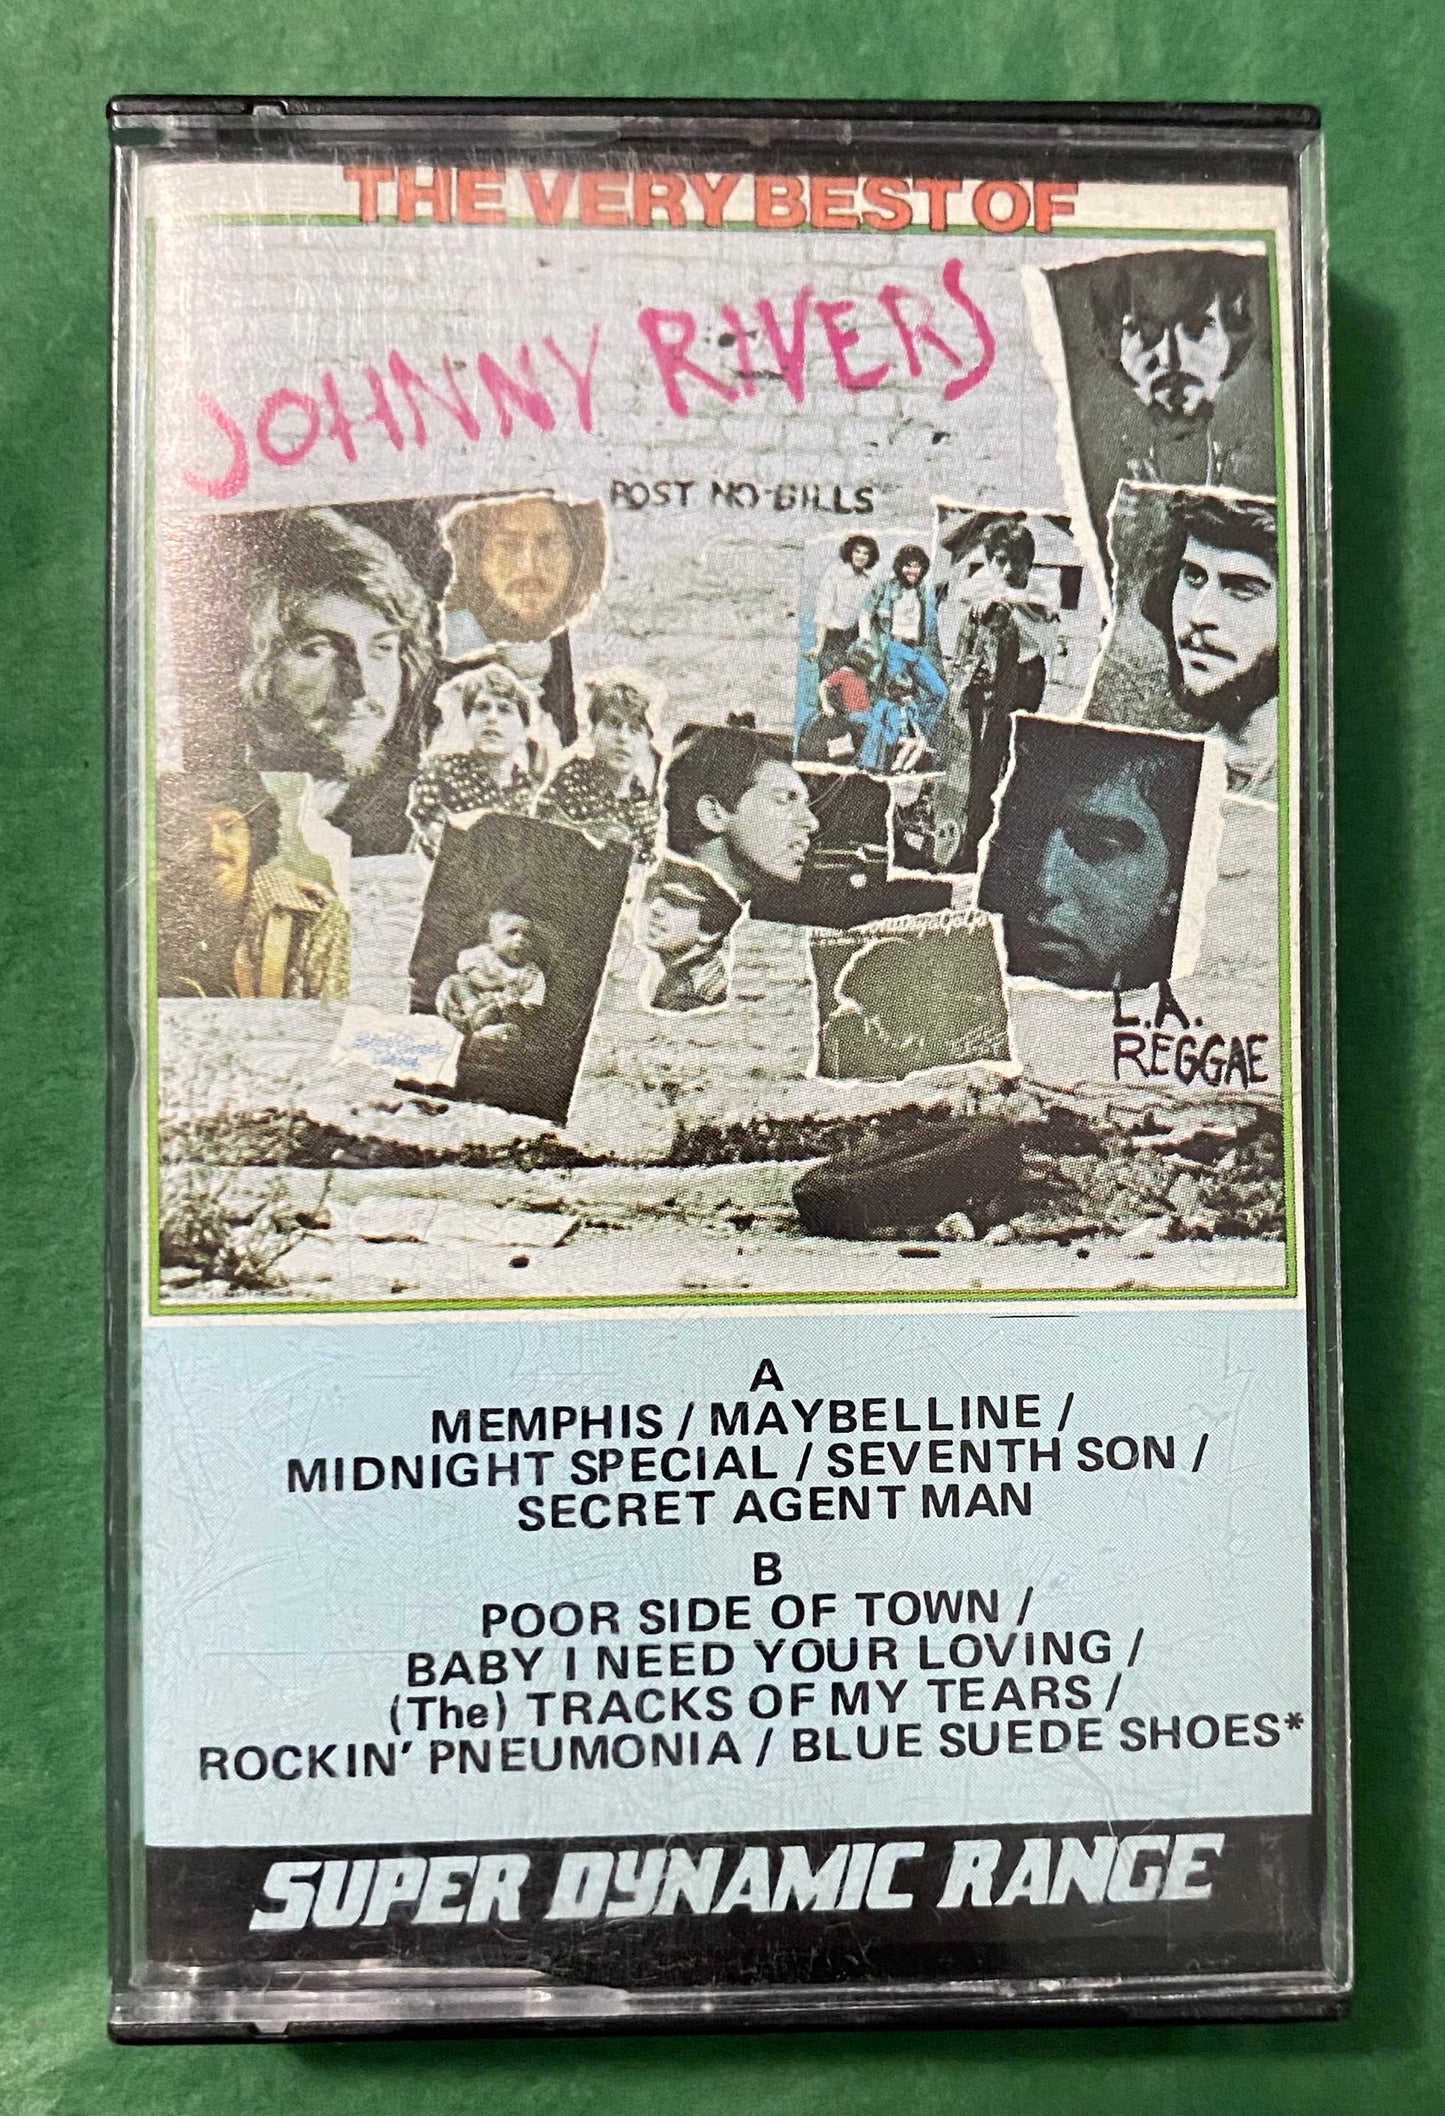 THE VERY BEST OF
JOHNNY RIVERS
POST NO BILLS
L.A.
REGGAE
A
MEMPHIS / MAYBELLINE /
MIDNIGHT SPECIAL / SEVENTH SON /
SECRET AGENT MAN
B
POOR SIDE OF TOWN /
BABY I NEED YOUR LOVING /
(The) TRACKS OF MY TEARS /
ROCKIN' PNEUMONIA / BLUE SUEDE SHOES*
SUPER DYNAMIC RANGE